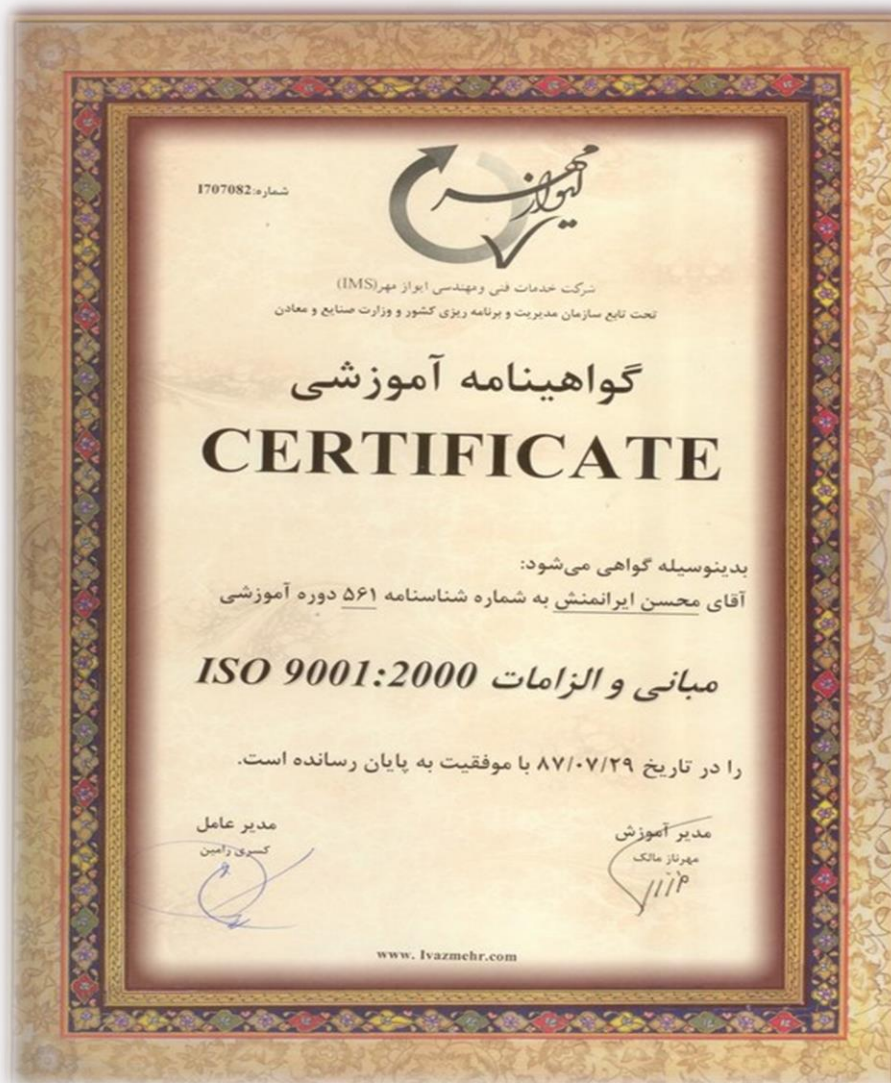 ایواز مهر
شماره:I707082
شرکت خدمات فنی ومهندسی ایواز مهر(IMS)
تحت تابع سازمان مدیریت و برنامه ریزی کشور و وزارت صنایع و معادن
گواهینامه آموزشی
CERTIFICATE
بدینوسیله گواهی می‌شود:
آقای محسن ایرانمنش به شماره شناسنامه ۵۶۱ دوره آموزشی
مبانی و الزامات ISO 9001:2000
را در تاریخ ۸۷/۰۷/۲۹ با موفقیت به پایان رسانده است.
مدیر آموزش
مهرناز مالک
مدیر عامل
کسری رامین
www. Ivazmehr.com